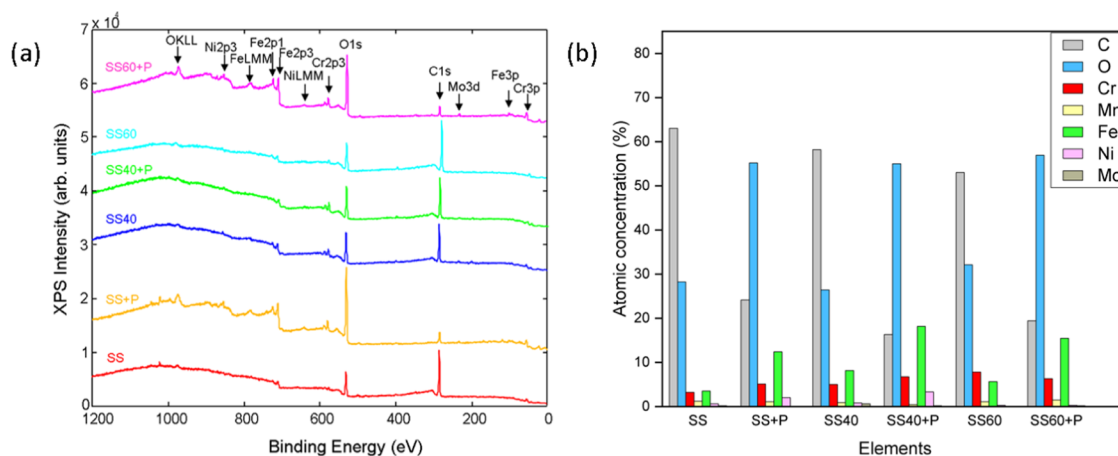 (a)
7 x 10⁴
6
5
4
3
2
1
0
XPS Intensity (arb. units)
OKLL
Ni2p3
FeLMM
Fe2p1
Fe2p3
NiLMM
Cr2p3
O1s
C1s
Mo3d
Fe3p
Cr3p
SS60+P
SS60
SS40+P
SS40
SS+P
SS
1200 1000 800 600 400 200 0
Binding Energy (eV)
(b)
80
70
60
50
40
30
20
10
0
Atomic concentration (%)
C
O
Cr
Mn
Fe
Ni
Mo
SS SS+P SS40 SS40+P SS60 SS60+P
Elements